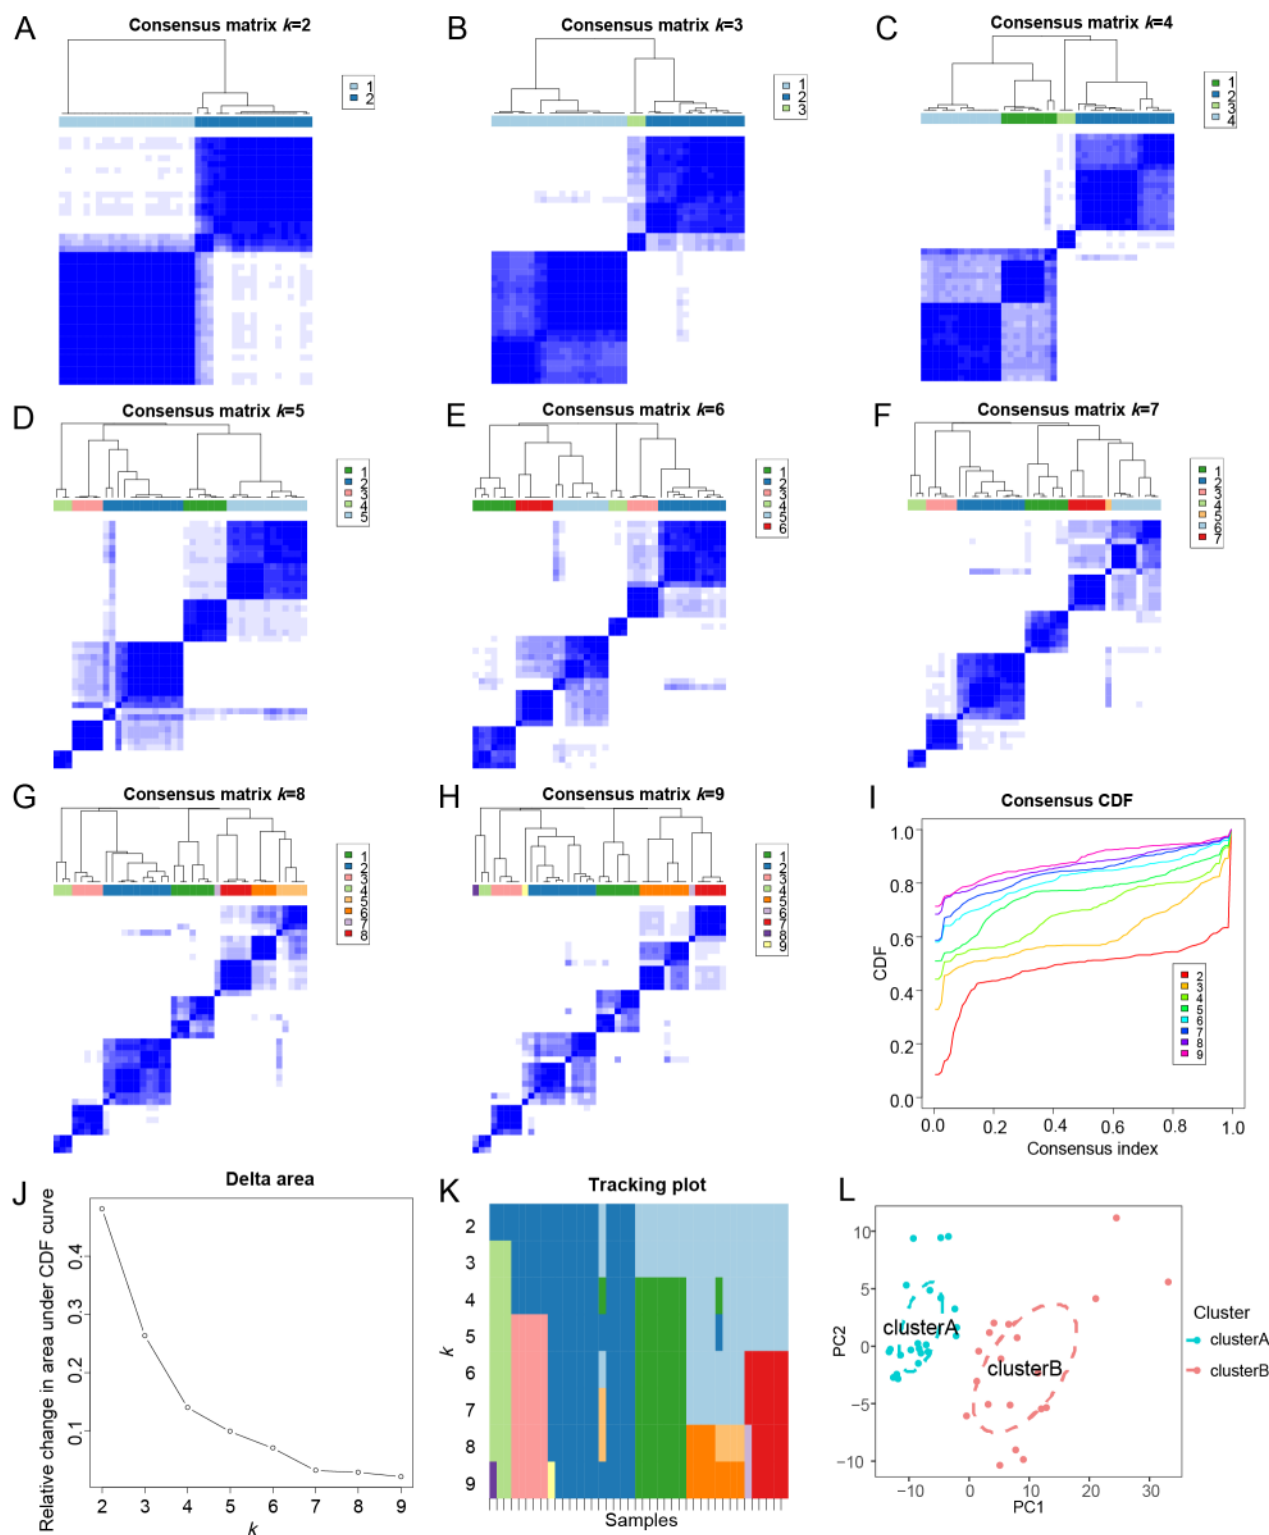 A
Consensus matrix k=2
1
2
B
Consensus matrix k=3
1
2
3
C
Consensus matrix k=4
1
2
3
4
D
Consensus matrix k=5
1
2
3
4
5
E
Consensus matrix k=6
1
2
3
4
5
6
F
Consensus matrix k=7
1
2
3
4
5
6
7
G
Consensus matrix k=8
1
2
3
4
5
6
7
8
H
Consensus matrix k=9
1
2
3
4
5
6
7
8
9
I
Consensus CDF
CDF
1.0
0.8
0.6
0.4
0.2
0.0
2
3
4
5
6
7
8
9
0.0 0.2 0.4 0.6 0.8 1.0
Consensus index
J
Delta area
Relative change in area under CDF curve
0.4
0.3
0.2
0.1
2 3 4 5 6 7 8 9
k
K
Tracking plot
k
2
3
4
5
6
7
8
9
Samples
L
PC2
10
5
0
−5
−10
clusterA
clusterB
−10 0 10 20 30
PC1
Cluster
clusterA
clusterB